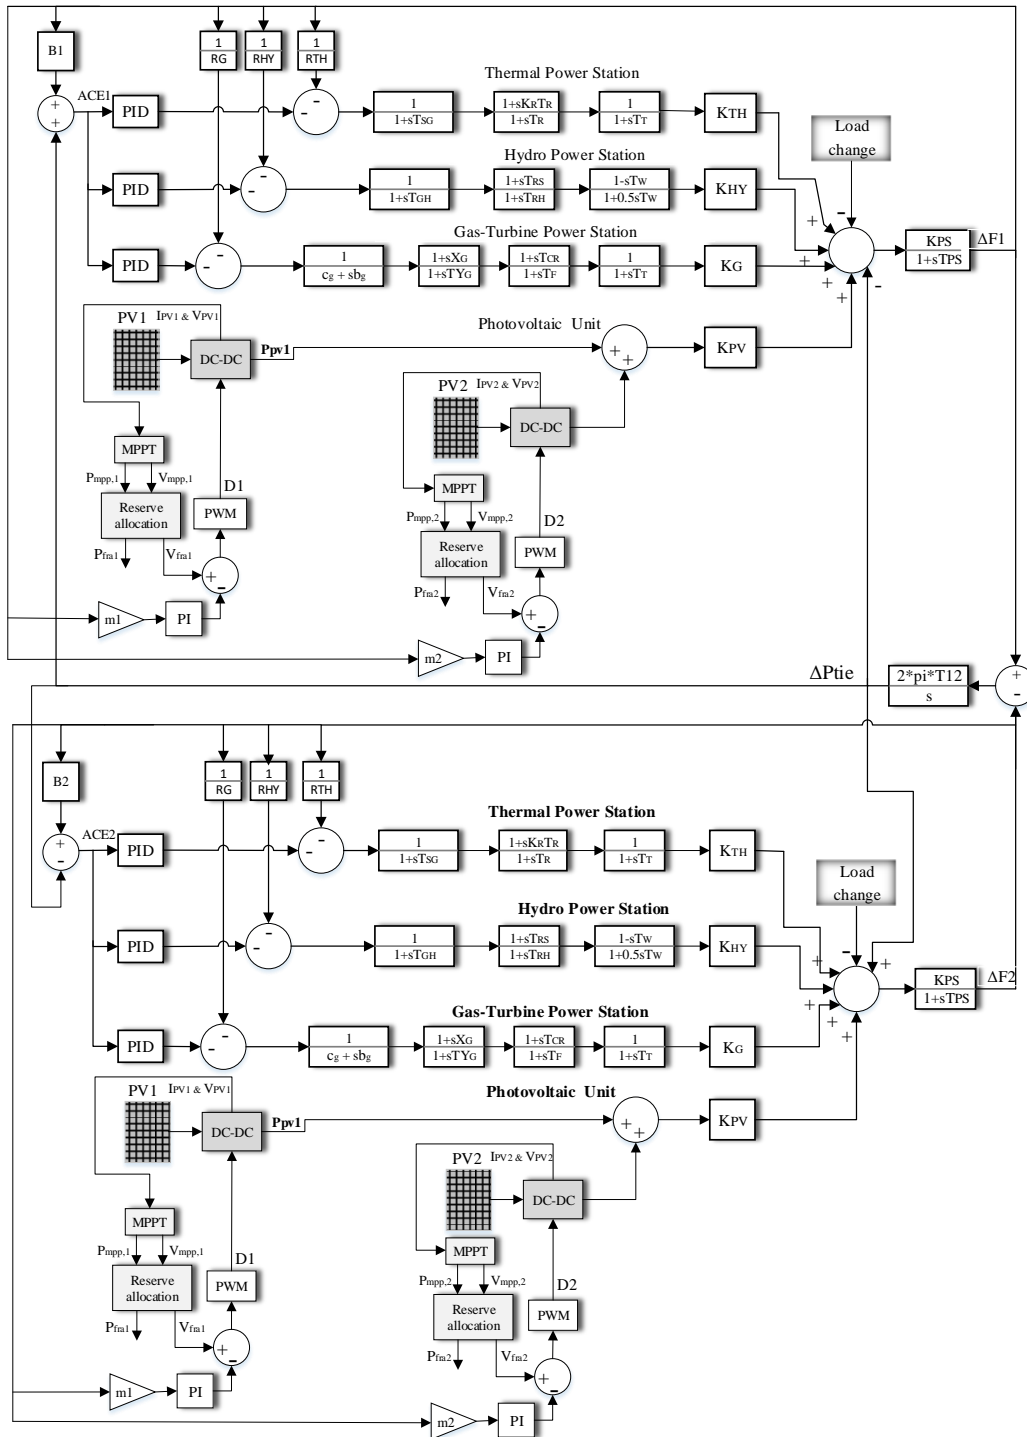 B1
1
RG
1
RHY
1
RTH
Thermal Power Station
ACE1
+
+
PID
-
-
1
1+sTSG
1+sKRTR
1+sTR
1
1+sTT
KTH
Load
change
Hydro Power Station
PID
-
-
1
1+sTGH
1+sTRS
1+sTRH
1-sTW
1+0.5sTW
KHY
-
+
+
+
+
-
KPS
1+sTPS
ΔF1
Gas-Turbine Power Station
PID
-
-
1
cg + sbg
1+sXG
1+sTYG
1+sTCR
1+sTF
1
1+sTT
KG
PV1
IPV1 & VPV1
DC-DC
Ppv1
Photovoltaic Unit
+
+
KPV
PV2
IPV2 & VPV2
DC-DC
MPPT
Pmpp,1
Vmpp,1
D1
Reserve
allocation
PWM
Pfra1
Vfra1
+
-
MPPT
Pmpp,2
Vmpp,2
D2
Reserve
allocation
PWM
Pfra2
Vfra2
+
-
m1
PI
m2
PI
ΔPtie
2*pi*T12
s
+
-
B2
1
RG
1
RHY
1
RTH
Thermal Power Station
ACE2
+
-
PID
-
-
1
1+sTSG
1+sKRTR
1+sTR
1
1+sTT
KTH
Load
change
Hydro Power Station
PID
-
-
1
1+sTGH
1+sTRS
1+sTRH
1-sTW
1+0.5sTW
KHY
-
+
+
+
+
+
KPS
1+sTPS
ΔF2
Gas-Turbine Power Station
PID
-
-
1
cg + sbg
1+sXG
1+sTYG
1+sTCR
1+sTF
1
1+sTT
KG
PV1
IPV1 & VPV1
DC-DC
Ppv1
Photovoltaic Unit
+
+
KPV
PV2
IPV2 & VPV2
DC-DC
MPPT
Pmpp,1
Vmpp,1
D1
Reserve
allocation
PWM
Pfra1
Vfra1
+
-
MPPT
Pmpp,2
Vmpp,2
D2
Reserve
allocation
PWM
Pfra2
Vfra2
+
-
m1
PI
m2
PI